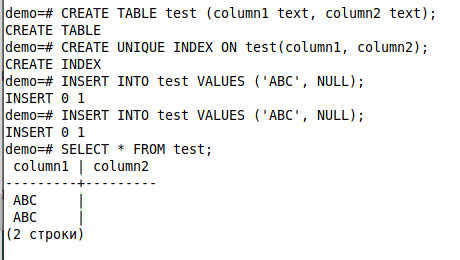 demo=# CREATE TABLE test (column1 text, column2 text);
CREATE TABLE
demo=# CREATE UNIQUE INDEX ON test(column1, column2);
CREATE INDEX
demo=# INSERT INTO test VALUES ('ABC', NULL);
INSERT 0 1
demo=# INSERT INTO test VALUES ('ABC', NULL);
INSERT 0 1
demo=# SELECT * FROM test;
 column1 | column2
---------+---------
 ABC     |
 ABC     |
(2 строки)